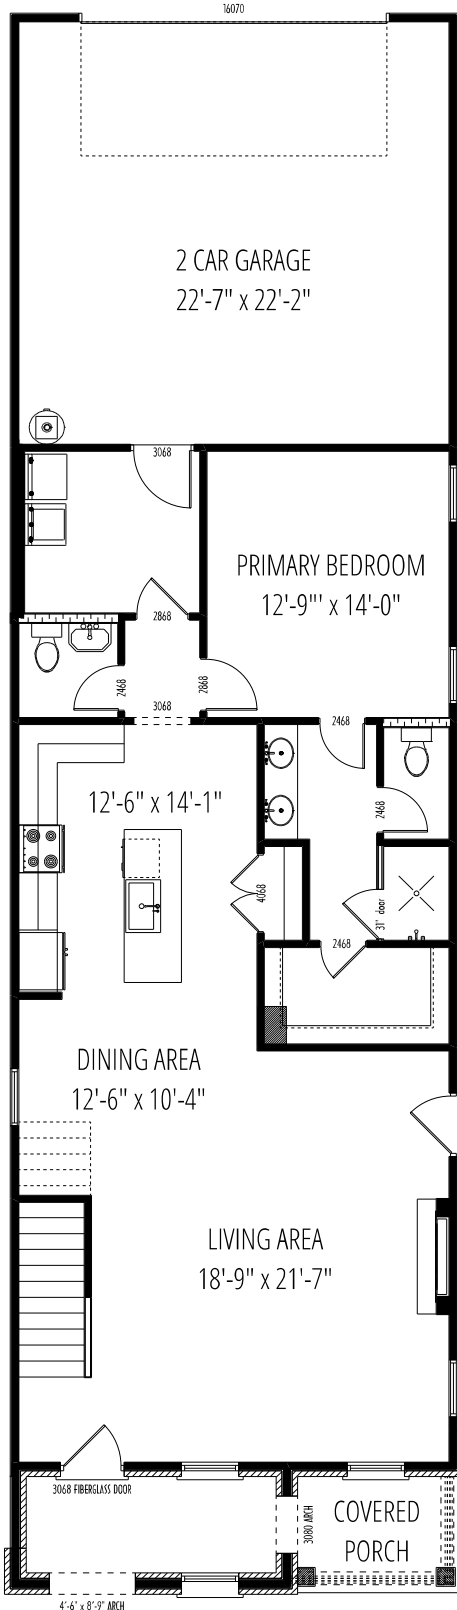 16070
2 CAR GARAGE
22'-7" x 22'-2"
3068
PRIMARY BEDROOM
12'-9"' x 14'-0"
2868
2468
2868
3068
2468
12'-6" x 14'-1"
2468
4068
31" door
2468
DINING AREA
12'-6" x 10'-4"
LIVING AREA
18'-9" x 21'-7"
3068 FIBERGLASS DOOR
3080 ARCH
COVERED
PORCH
4'-6" x 8'-9" ARCH